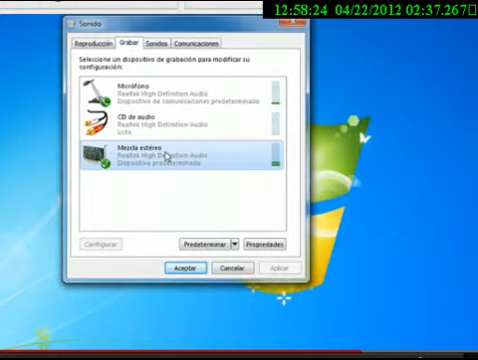 12:58:24 04/22/2012 02:37.267
Sonido
Reproducción Grabar Sonidos Comunicaciones
Seleccione un dispositivo de grabación para modificar su
configuración:
Micrófono
Realtek High Definition Audio
Dispositivo de comunicaciones predeterminado
CD de audio
Realtek High Definition Audio
Listo
Mezcla estéreo
Realtek High Definition Audio
Dispositivo predeterminado
Configurar Predeterminar Propiedades
Aceptar Cancelar Aplicar